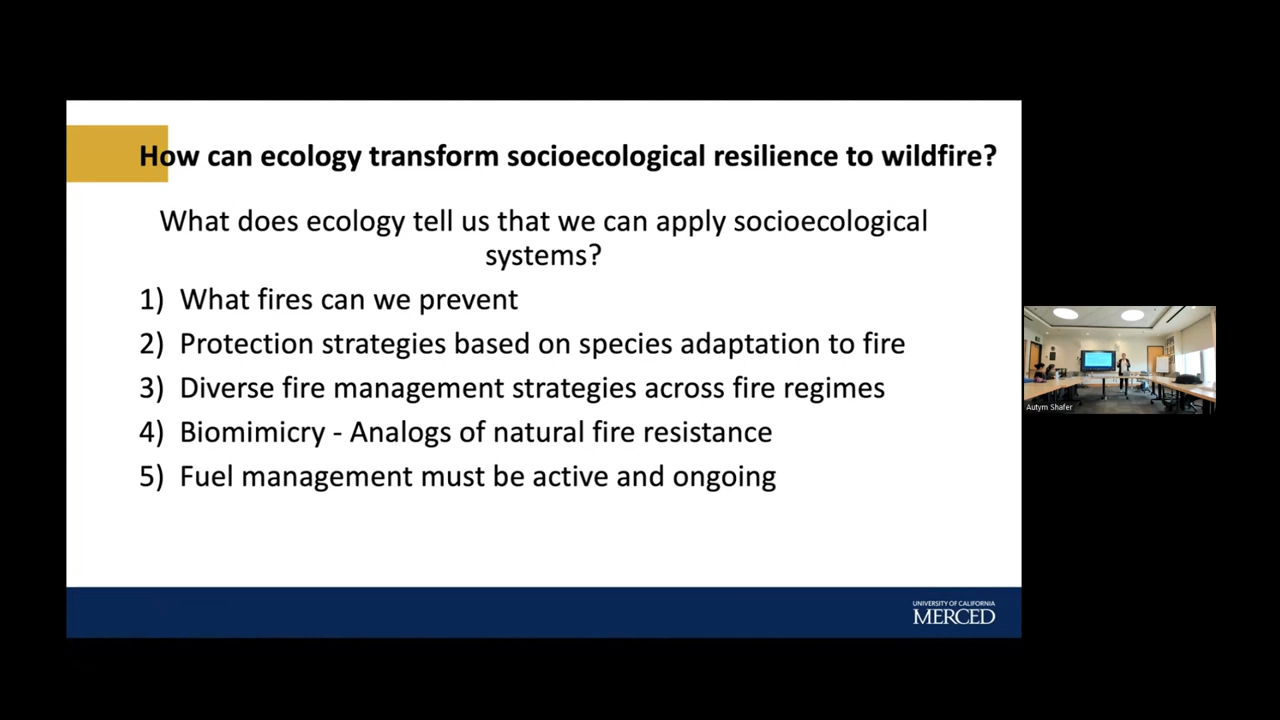 How can ecology transform socioecological resilience to wildfire?
What does ecology tell us that we can apply socioecological
systems?
1) What fires can we prevent
2) Protection strategies based on species adaptation to fire
3) Diverse fire management strategies across fire regimes
4) Biomimicry - Analogs of natural fire resistance
5) Fuel management must be active and ongoing
Autym Shafer
UNIVERSITY OF CALIFORNIA
MERCED